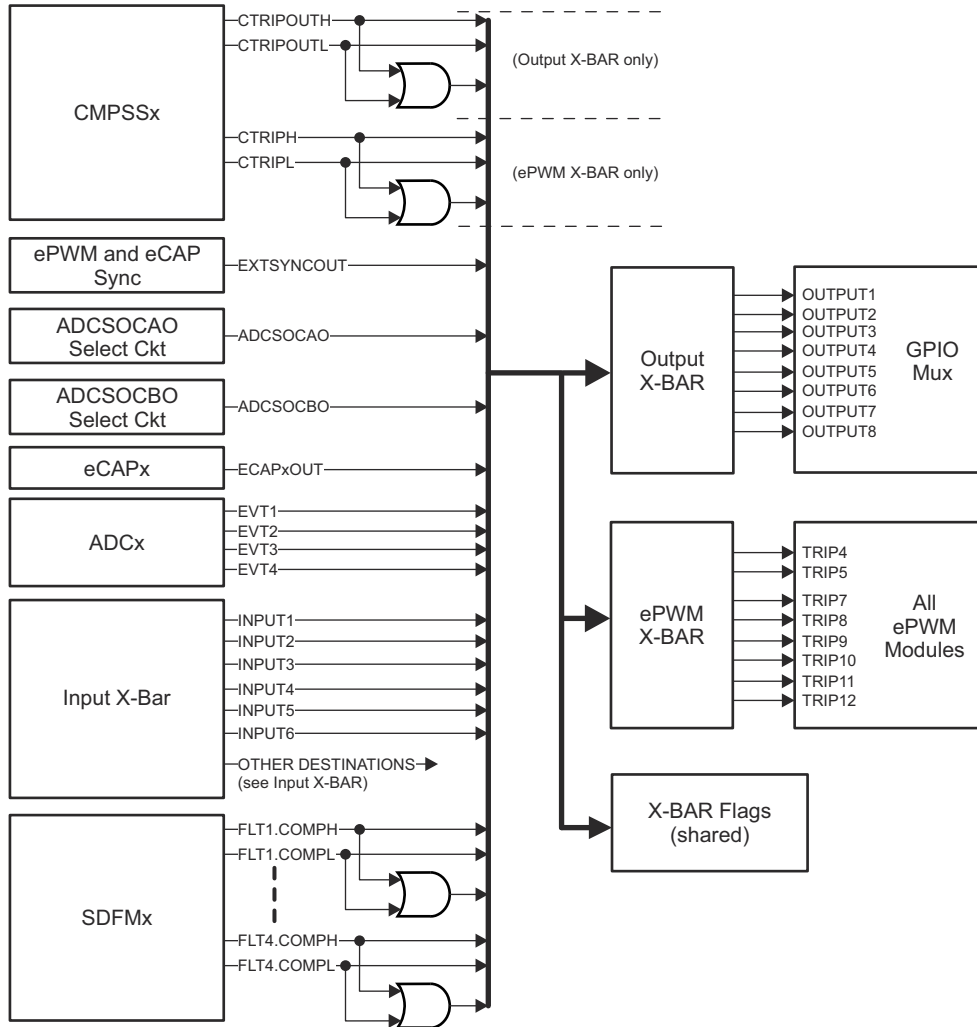 CMPSSx
CTRIPOUTH
CTRIPOUTL
(Output X-BAR only)
CTRIPH
CTRIPL
(ePWM X-BAR only)
ePWM and eCAP
Sync
EXTSYNCOUT
ADCSOCAO
Select Ckt
ADCSOCAO
ADCSOCBO
Select Ckt
ADCSOCBO
eCAPx
ECAPxOUT
ADCx
EVT1
EVT2
EVT3
EVT4
Input X-Bar
INPUT1
INPUT2
INPUT3
INPUT4
INPUT5
INPUT6
OTHER DESTINATIONS
(see Input X-BAR)
SDFMx
FLT1.COMPH
FLT1.COMPL
FLT4.COMPH
FLT4.COMPL
Output
X-BAR
OUTPUT1
OUTPUT2
OUTPUT3
OUTPUT4
OUTPUT5
OUTPUT6
OUTPUT7
OUTPUT8
GPIO
Mux
ePWM
X-BAR
TRIP4
TRIP5
TRIP7
TRIP8
TRIP9
TRIP10
TRIP11
TRIP12
All
ePWM
Modules
X-BAR Flags
(shared)